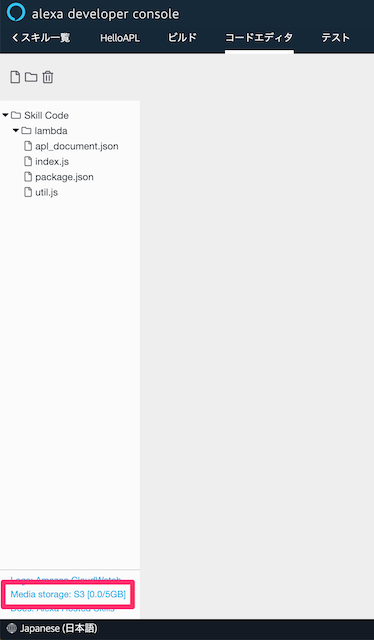 alexa developer console
スキル一覧 HelloAPL ビルド コードエディタ テスト
Skill Code
lambda
apl_document.json
index.js
package.json
util.js
Logs: Amazon CloudWatch
Media storage: S3 [0.0/5GB]
Docs: Alexa Hosted Skills
Japanese (日本語)